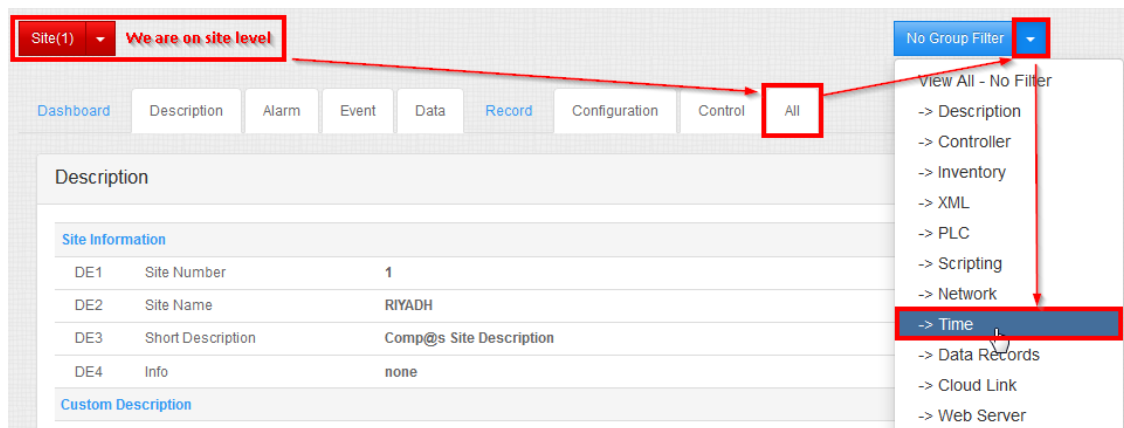 Site(1) We are on site level No Group Filter
View All - No Filter
Dashboard Description Alarm Event Data Record Configuration Control All
-> Description
-> Controller
-> Inventory
-> XML
-> PLC
-> Scripting
-> Network
-> Time
-> Data Records
-> Cloud Link
-> Web Server
Description
Site Information
DE1 Site Number 1
DE2 Site Name RIYADH
DE3 Short Description Comp@s Site Description
DE4 Info none
Custom Description